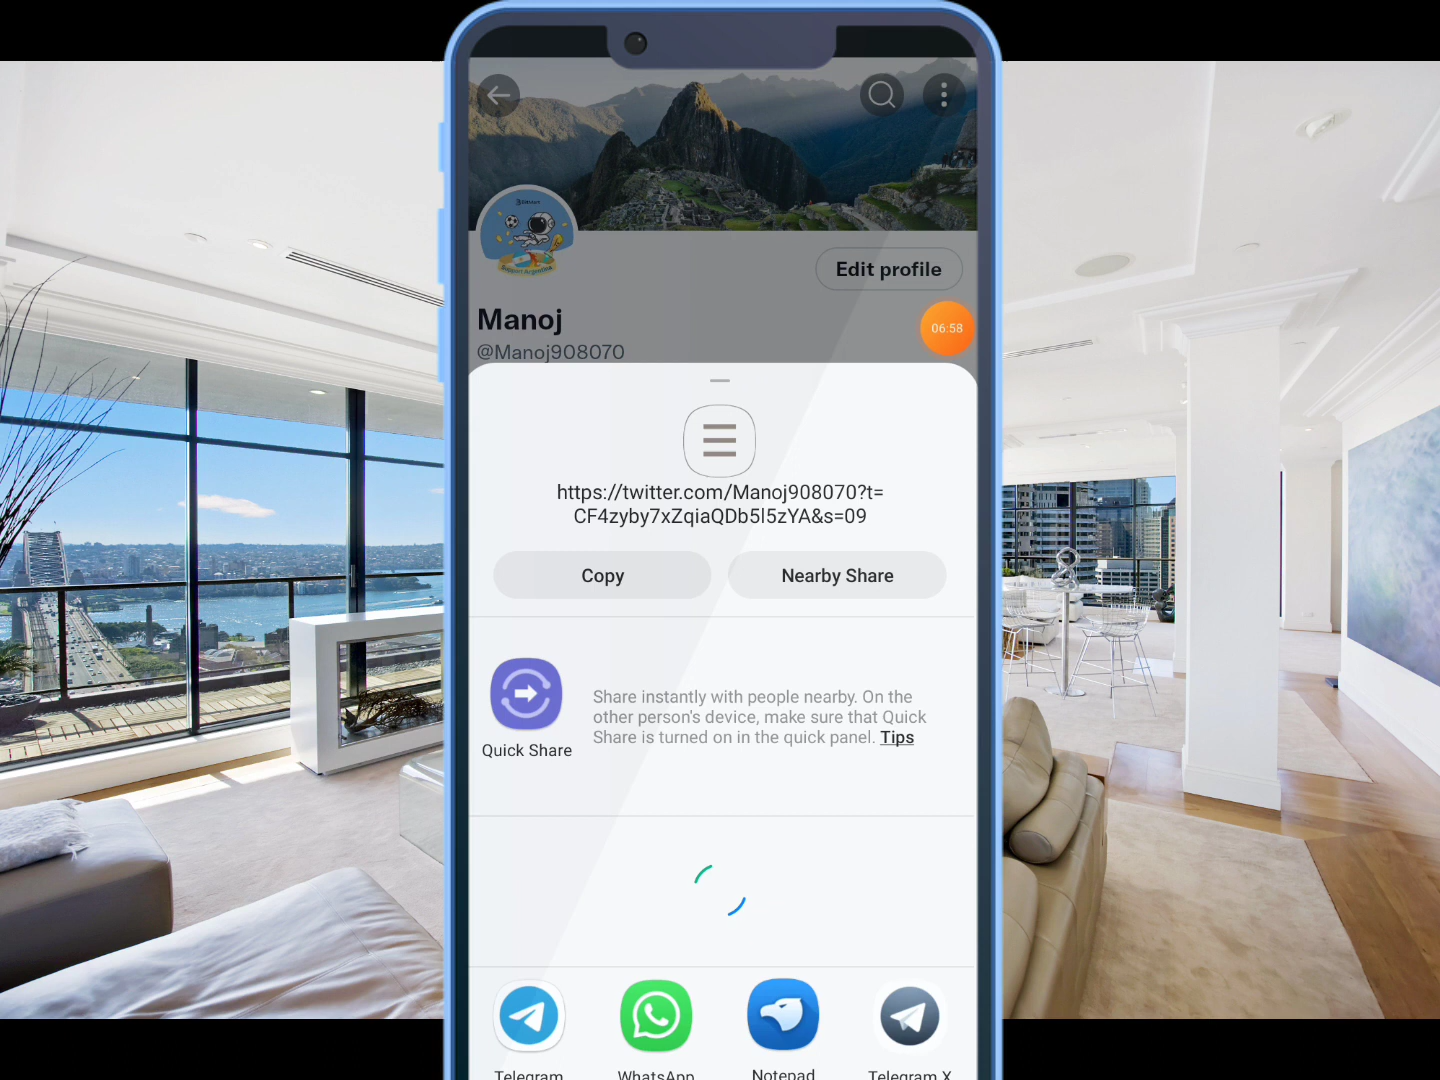 Edit profile
Manoj
06:58
@Manoj908070
https://twitter.com/Manoj908070?t=
CF4zyby7xZqiaQDb5l5zYA&s=09
Copy
Nearby Share
Share instantly with people nearby. On the
other person's device, make sure that Quick
Share is turned on in the quick panel. Tips
Quick Share
Telegram
WhatsApp
Notepad
Telegram X